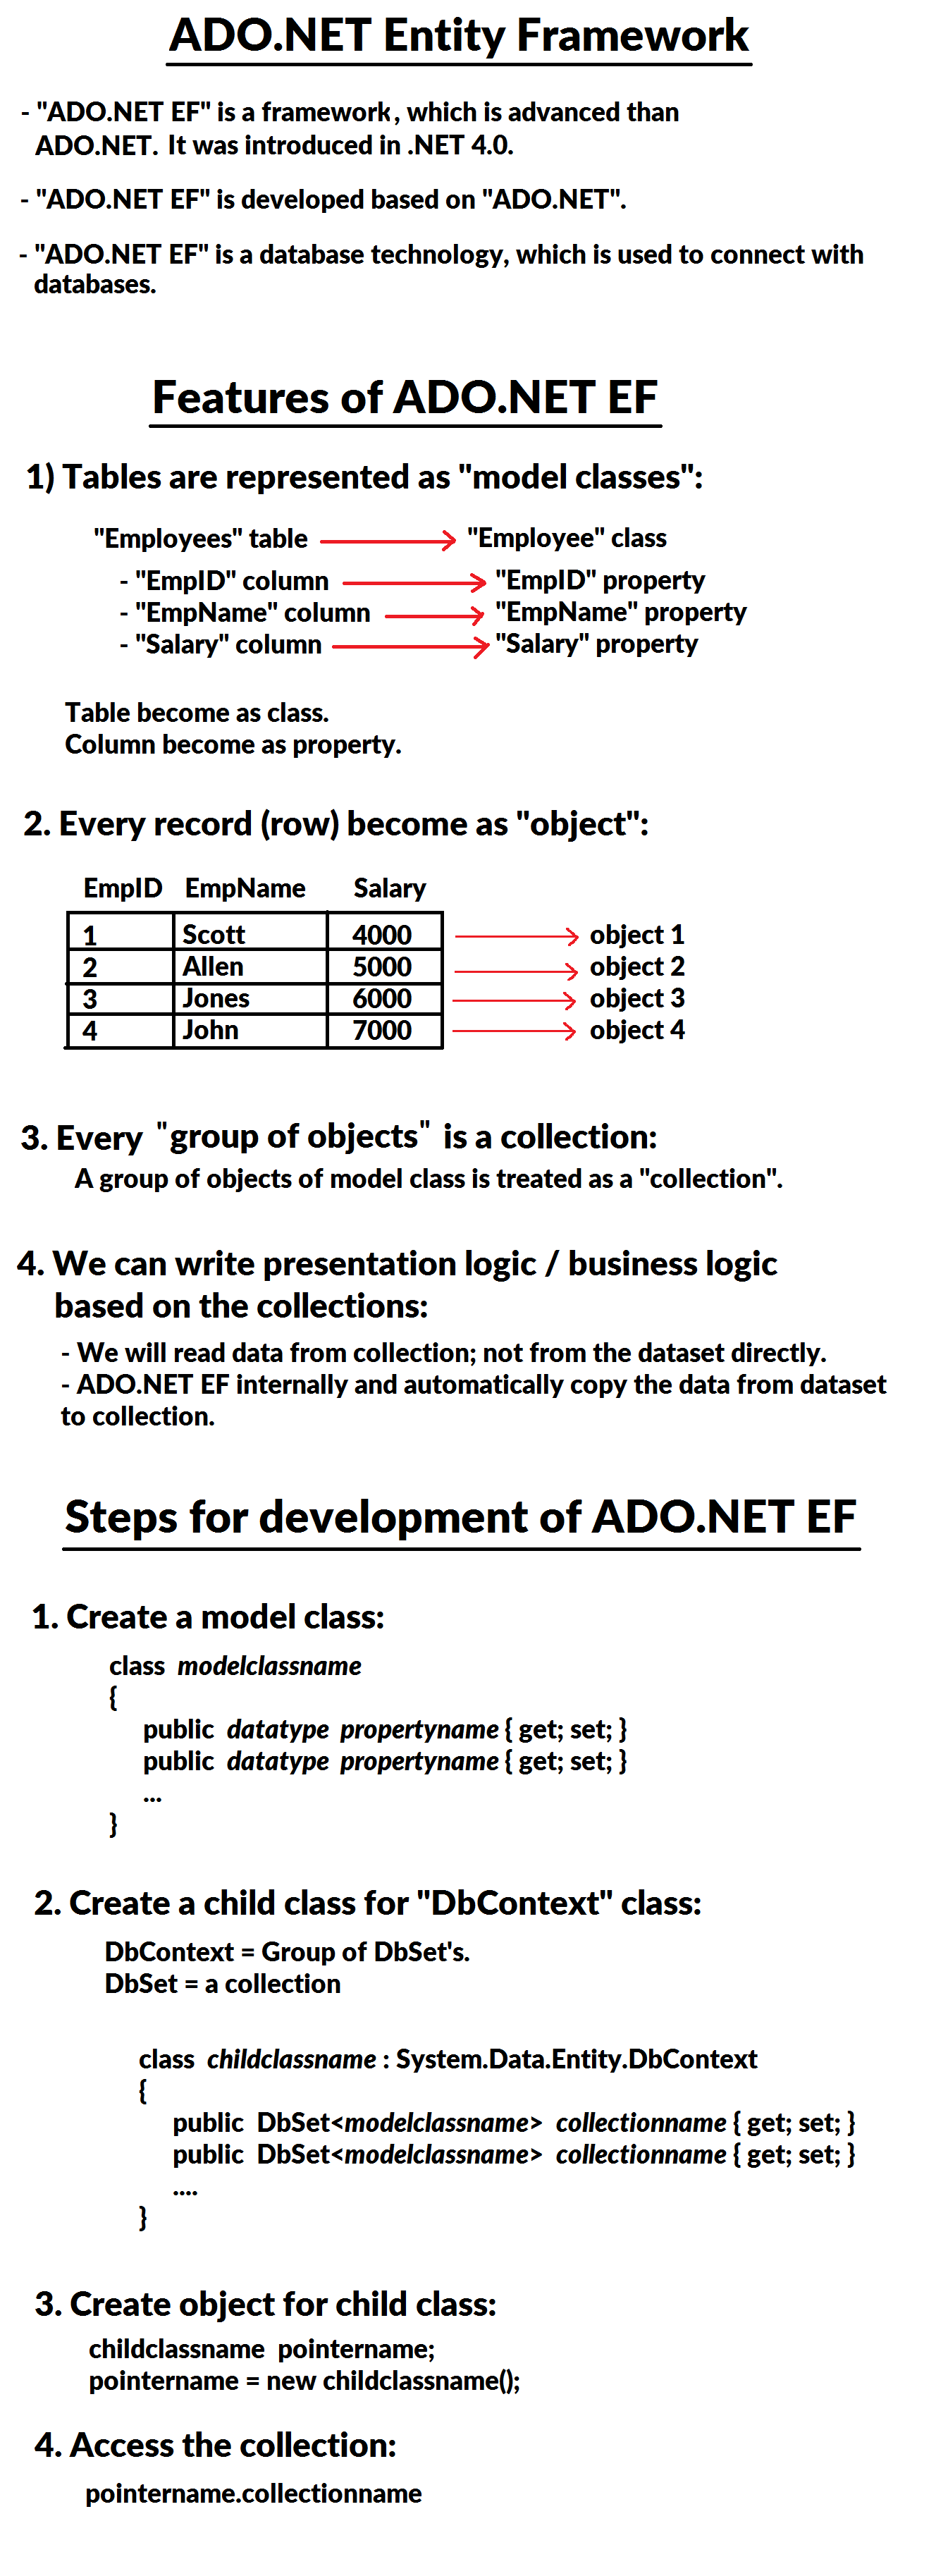 ADO.NET Entity Framework
- "ADO.NET EF" is a framework, which is advanced than
ADO.NET. It was introduced in .NET 4.0.
- "ADO.NET EF" is developed based on "ADO.NET".
- "ADO.NET EF" is a database technology, which is used to connect with
databases.
Features of ADO.NET EF
1) Tables are represented as "model classes":
"Employees" table "Employee" class
- "EmpID" column "EmpID" property
- "EmpName" column "EmpName" property
- "Salary" column "Salary" property
Table become as class.
Column become as property.
2. Every record (row) become as "object":
EmpID EmpName Salary
1 Scott 4000 object 1
2 Allen 5000 object 2
3 Jones 6000 object 3
4 John 7000 object 4
3. Every "group of objects" is a collection:
A group of objects of model class is treated as a "collection".
4. We can write presentation logic / business logic
based on the collections:
- We will read data from collection; not from the dataset directly.
- ADO.NET EF internally and automatically copy the data from dataset
to collection.
Steps for development of ADO.NET EF
1. Create a model class:
class modelclassname
{
public datatype propertyname { get; set; }
public datatype propertyname { get; set; }
...
}
2. Create a child class for "DbContext" class:
DbContext = Group of DbSet's.
DbSet = a collection
class childclassname : System.Data.Entity.DbContext
{
public DbSet<modelclassname> collectionname { get; set; }
public DbSet<modelclassname> collectionname { get; set; }
....
}
3. Create object for child class:
childclassname pointername;
pointername = new childclassname();
4. Access the collection:
pointername.collectionname